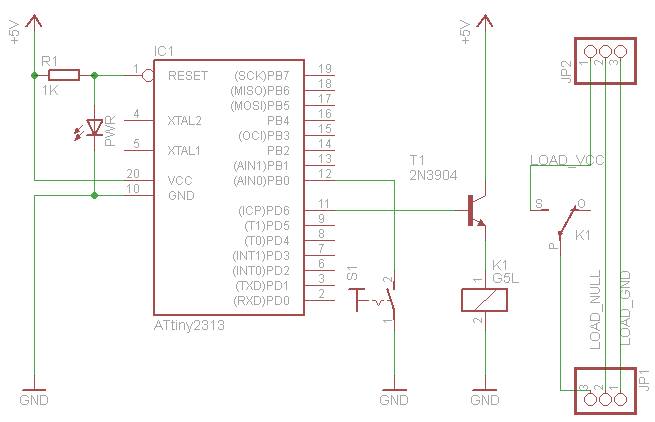 +5V
+5V
IC1
R1
1K
PWR
1
RESET
4
XTAL2
5
XTAL1
20
VCC
10
GND
(SCK)PB7
19
(MISO)PB6
18
(MOSI)PB5
17
PB4
16
(OCI)PB3
15
PB2
14
(AIN1)PB1
13
(AIN0)PB0
12
(ICP)PD6
11
(T1)PD5
9
(T0)PD4
8
(INT1)PD3
7
(INT0)PD2
6
(TXD)PD1
3
(RXD)PD0
2
ATtiny2313
S1
2
1
T1
2N3904
K1
G5L
1
2
JP2
1
2
3
LOAD_VCC
S
O
P
K1
LOAD_NULL
LOAD_GND
3
2
1
JP1
GND
GND
GND